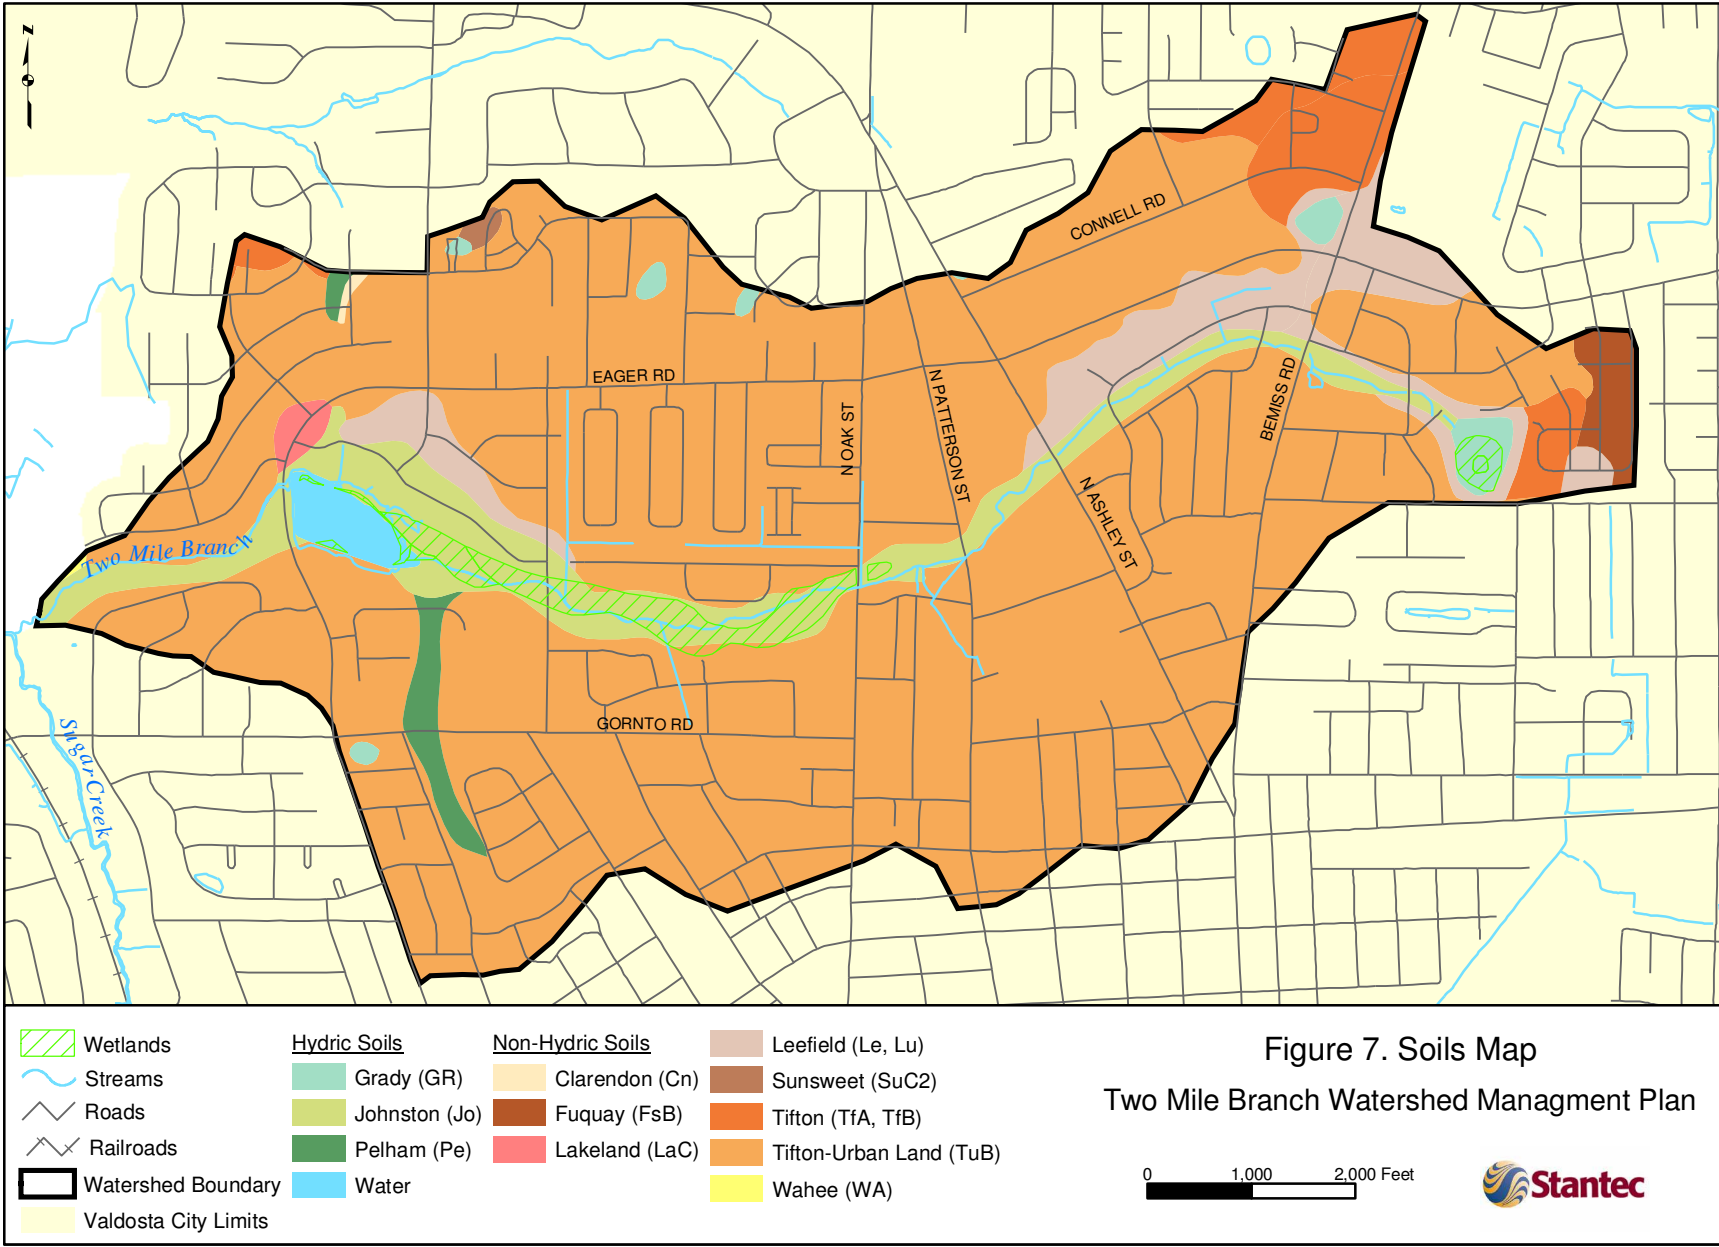 z
CONNELL RD
EAGER RD
N OAK ST
N PATTERSON ST
BEMISS RD
N ASHLEY ST
Two Mile Branch
GORNTO RD
Sugar Creek
Wetlands
Streams
Roads
Railroads
Watershed Boundary
Valdosta City Limits
Hydric Soils
Grady (GR)
Johnston (Jo)
Pelham (Pe)
Water
Non-Hydric Soils
Clarendon (Cn)
Fuquay (FsB)
Lakeland (LaC)
Leefield (Le, Lu)
Sunsweet (SuC2)
Tifton (TfA, TfB)
Tifton-Urban Land (TuB)
Wahee (WA)
Figure 7. Soils Map
Two Mile Branch Watershed Managment Plan
0 1,000 2,000 Feet
Stantec